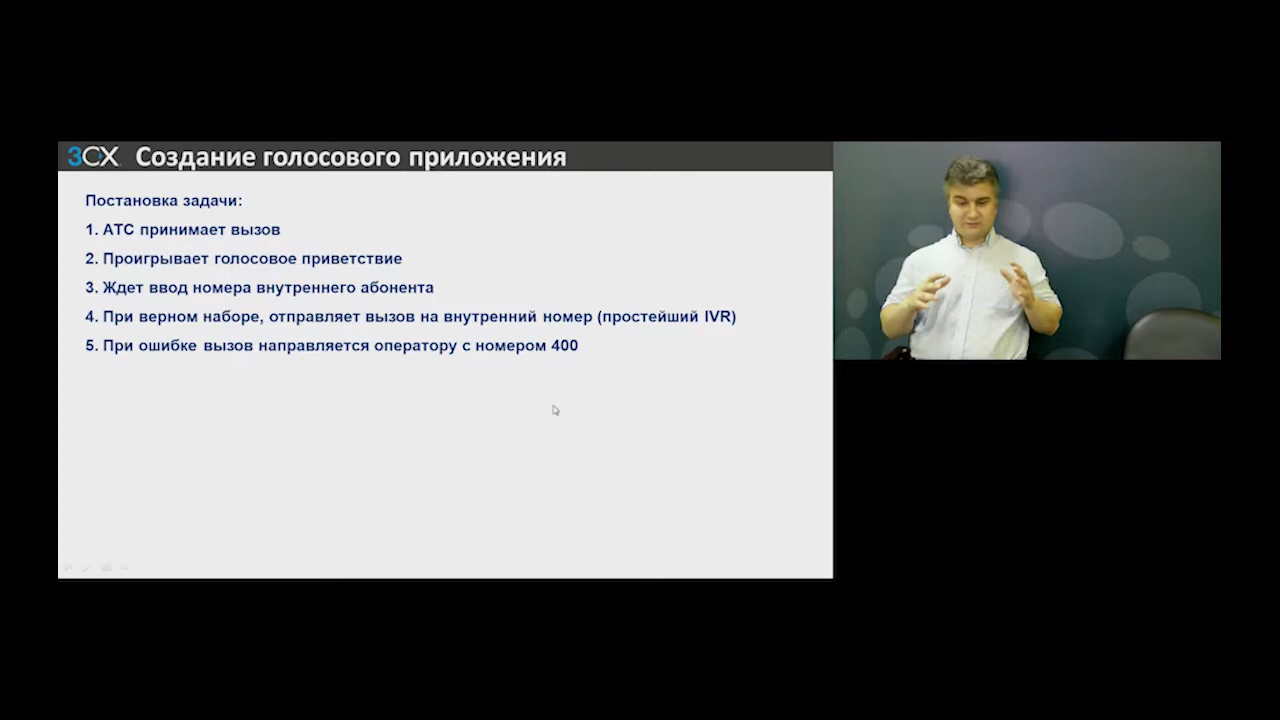 3CX Создание голосового приложения
Постановка задачи:
1. АТС принимает вызов
2. Проигрывает голосовое приветствие
3. Ждет ввод номера внутреннего абонента
4. При верном наборе, отправляет вызов на внутренний номер (простейший IVR)
5. При ошибке вызов направляется оператору с номером 400